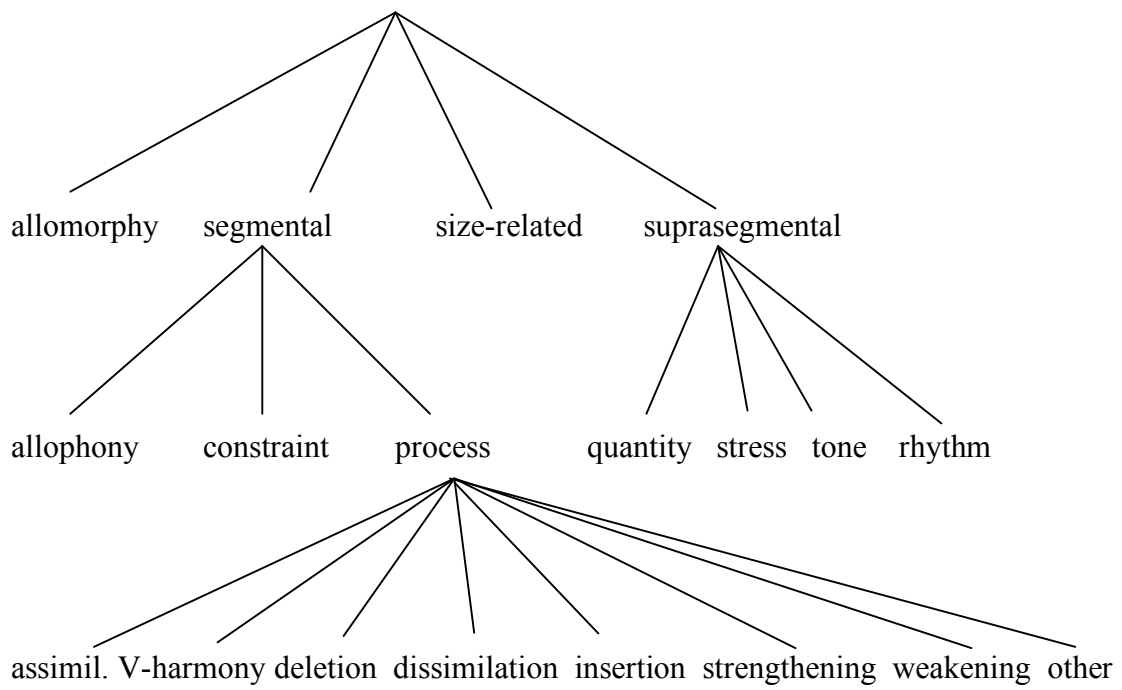 allomorphy segmental size-related suprasegmental
allophony constraint process quantity stress tone rhythm
assimil. V-harmony deletion dissimilation insertion strengthening weakening other